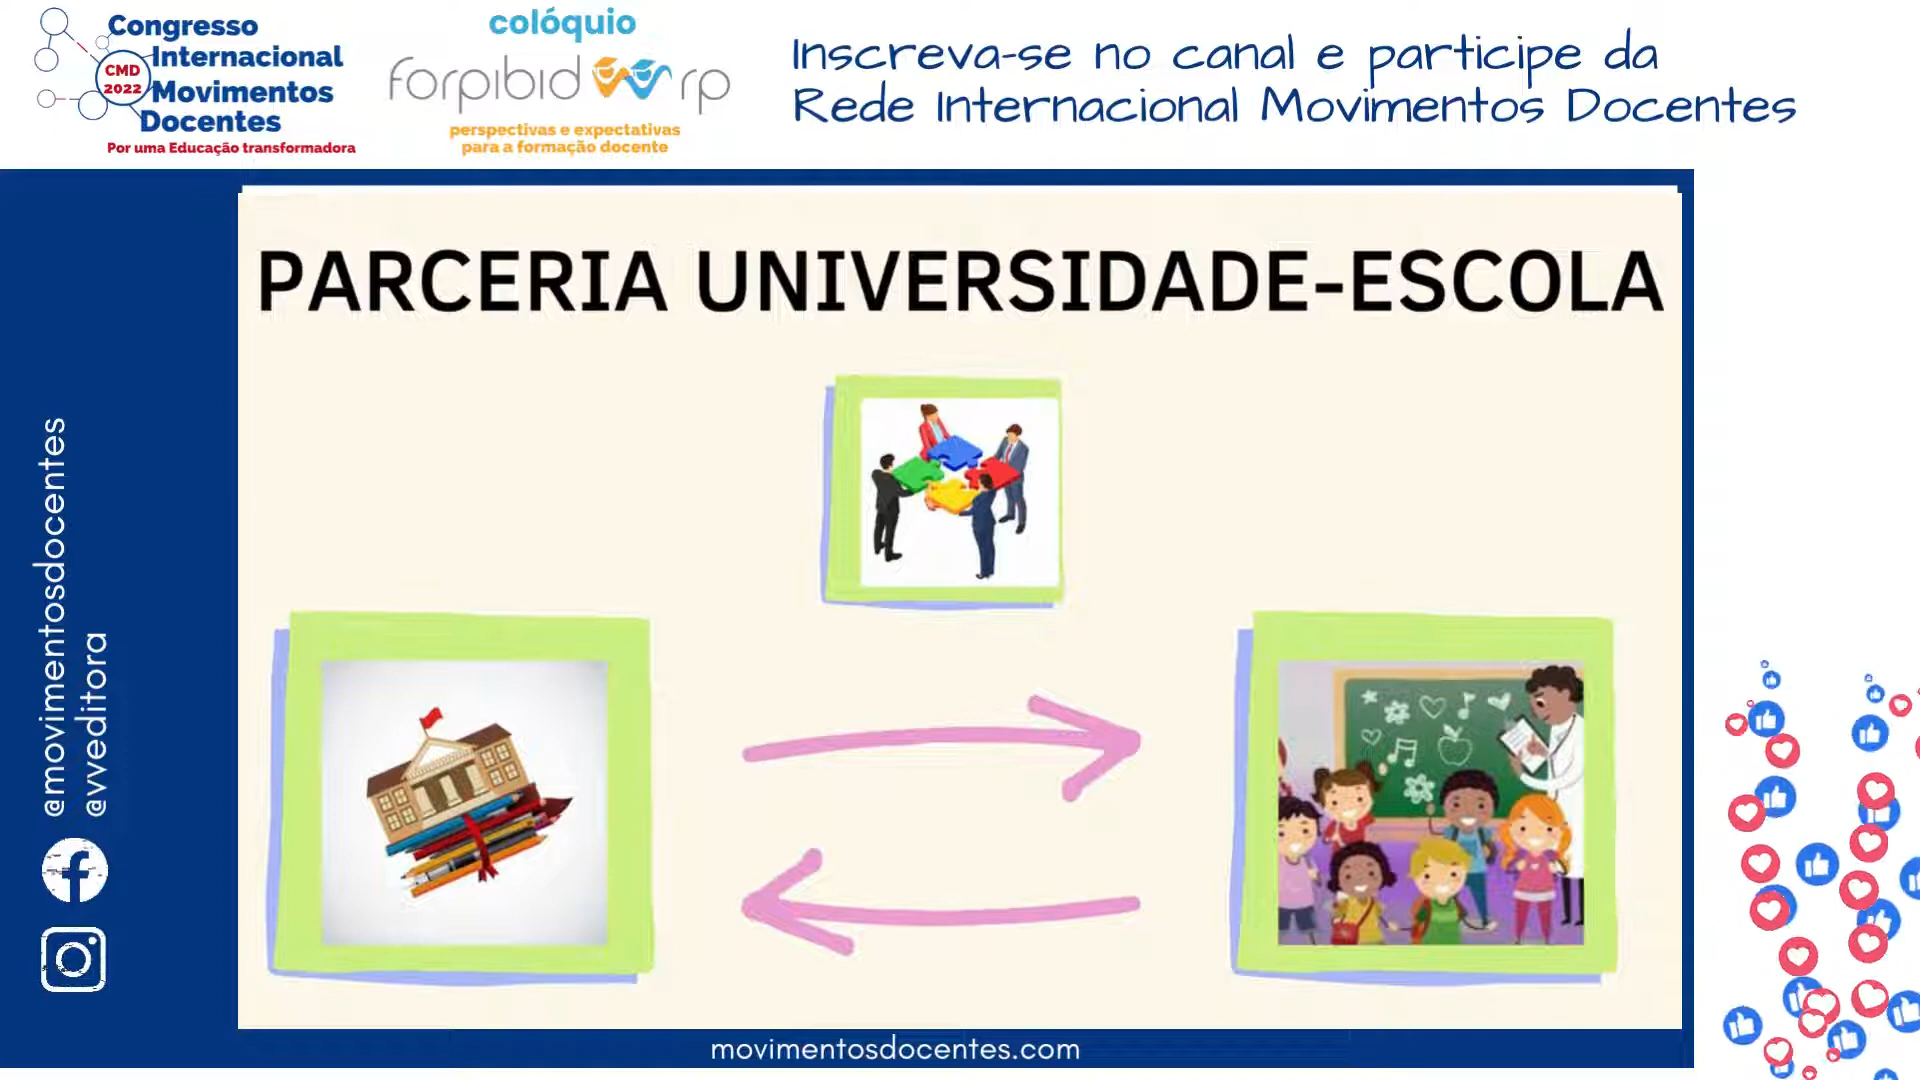 Congresso
Internacional
CMD
2022
Movimentos
Docentes
Por uma Educação transformadora
colóquio
forpibid rp
perspectivas e expectativas
para a formação docente
Inscreva-se no canal e participe da
Rede Internacional Movimentos Docentes
PARCERIA UNIVERSIDADE-ESCOLA
@movimentosdocentes
@vveditora
movimentosdocentes.com